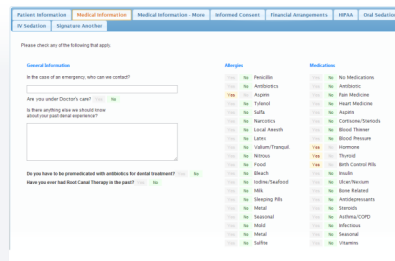 Patient Information Medical Information Medical Information - More Informed Consent Financial Arrangements HIPAA Oral Sedation
IV Sedation Signature Another
Please check any of the following that apply.
General Information
In the case of an emergency, who can we contact?
Are you under Doctor's care? Yes No
Is there anything else we should know
about your past dental experience?
Do you have to be premedicated with antibiotics for dental treatment? Yes No
Have you ever had Root Canal Therapy in the past? Yes No
Allergies
Yes No Penicillin
Yes No Antibiotics
Yes No Aspirin
Yes No Tylenol
Yes No Sulfa
Yes No Narcotics
Yes No Local Anesth
Yes No Latex
Yes No Valium/Tranquil.
Yes No Nitrous
Yes No Food
Yes No Bleach
Yes No Iodine/Seafood
Yes No Milk
Yes No Sleeping Pills
Yes No Metal
Yes No Seasonal
Yes No Mold
Yes No Metal
Yes No Sulfite
Medications
Yes No No Medications
Yes No Antibiotic
Yes No Pain Medicine
Yes No Heart Medicine
Yes No Aspirin
Yes No Cortisone/Steroids
Yes No Blood Thinner
Yes No Blood Pressure
Yes No Hormone
Yes No Thyroid
Yes No Birth Control Pills
Yes No Insulin
Yes No Ulcer/Nexium
Yes No Bone Related
Yes No Antidepressants
Yes No Steroids
Yes No Asthma/COPD
Yes No Infectious
Yes No Seasonal
Yes No Vitamins